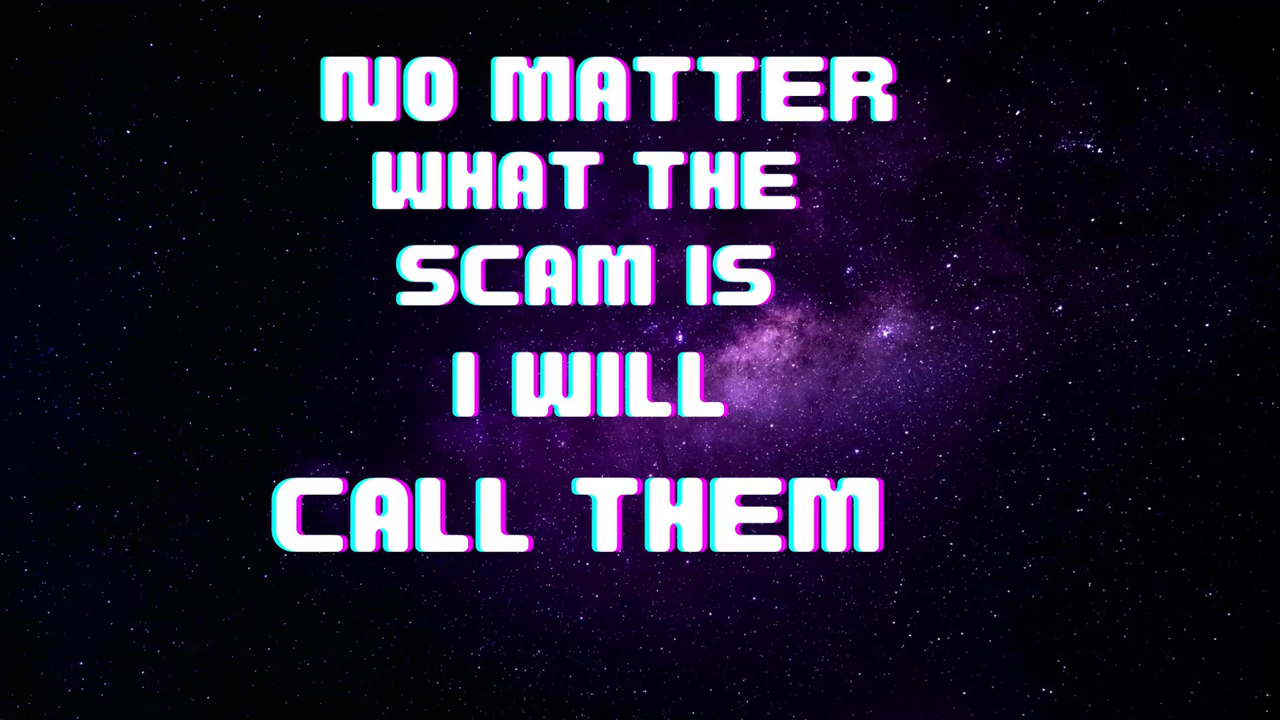 NO MATTER
WHAT THE
SCAM IS
I WILL
CALL THEM